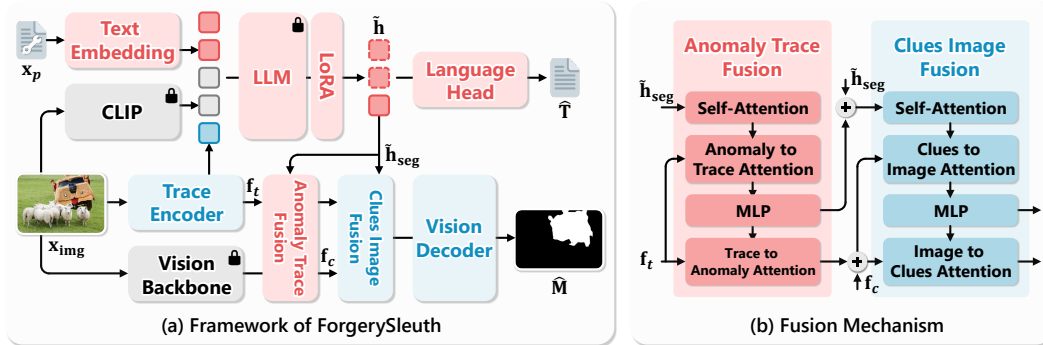 Text
Embedding
x_p
CLIP
LLM
LoRA
h̃
Language
Head
T̂
h̃_seg
x_img
Trace
Encoder
f_t
Vision
Backbone
Anomaly Trace
Fusion
f_c
Clues Image
Fusion
Vision
Decoder
M̂
(a) Framework of ForgerySleuth
Anomaly Trace
Fusion
Clues Image
Fusion
h̃_seg
h̃_seg
Self-Attention
Self-Attention
Anomaly to
Trace Attention
Clues to
Image Attention
MLP
MLP
f_t
Trace to
Anomaly Attention
f_c
Image to
Clues Attention
(b) Fusion Mechanism